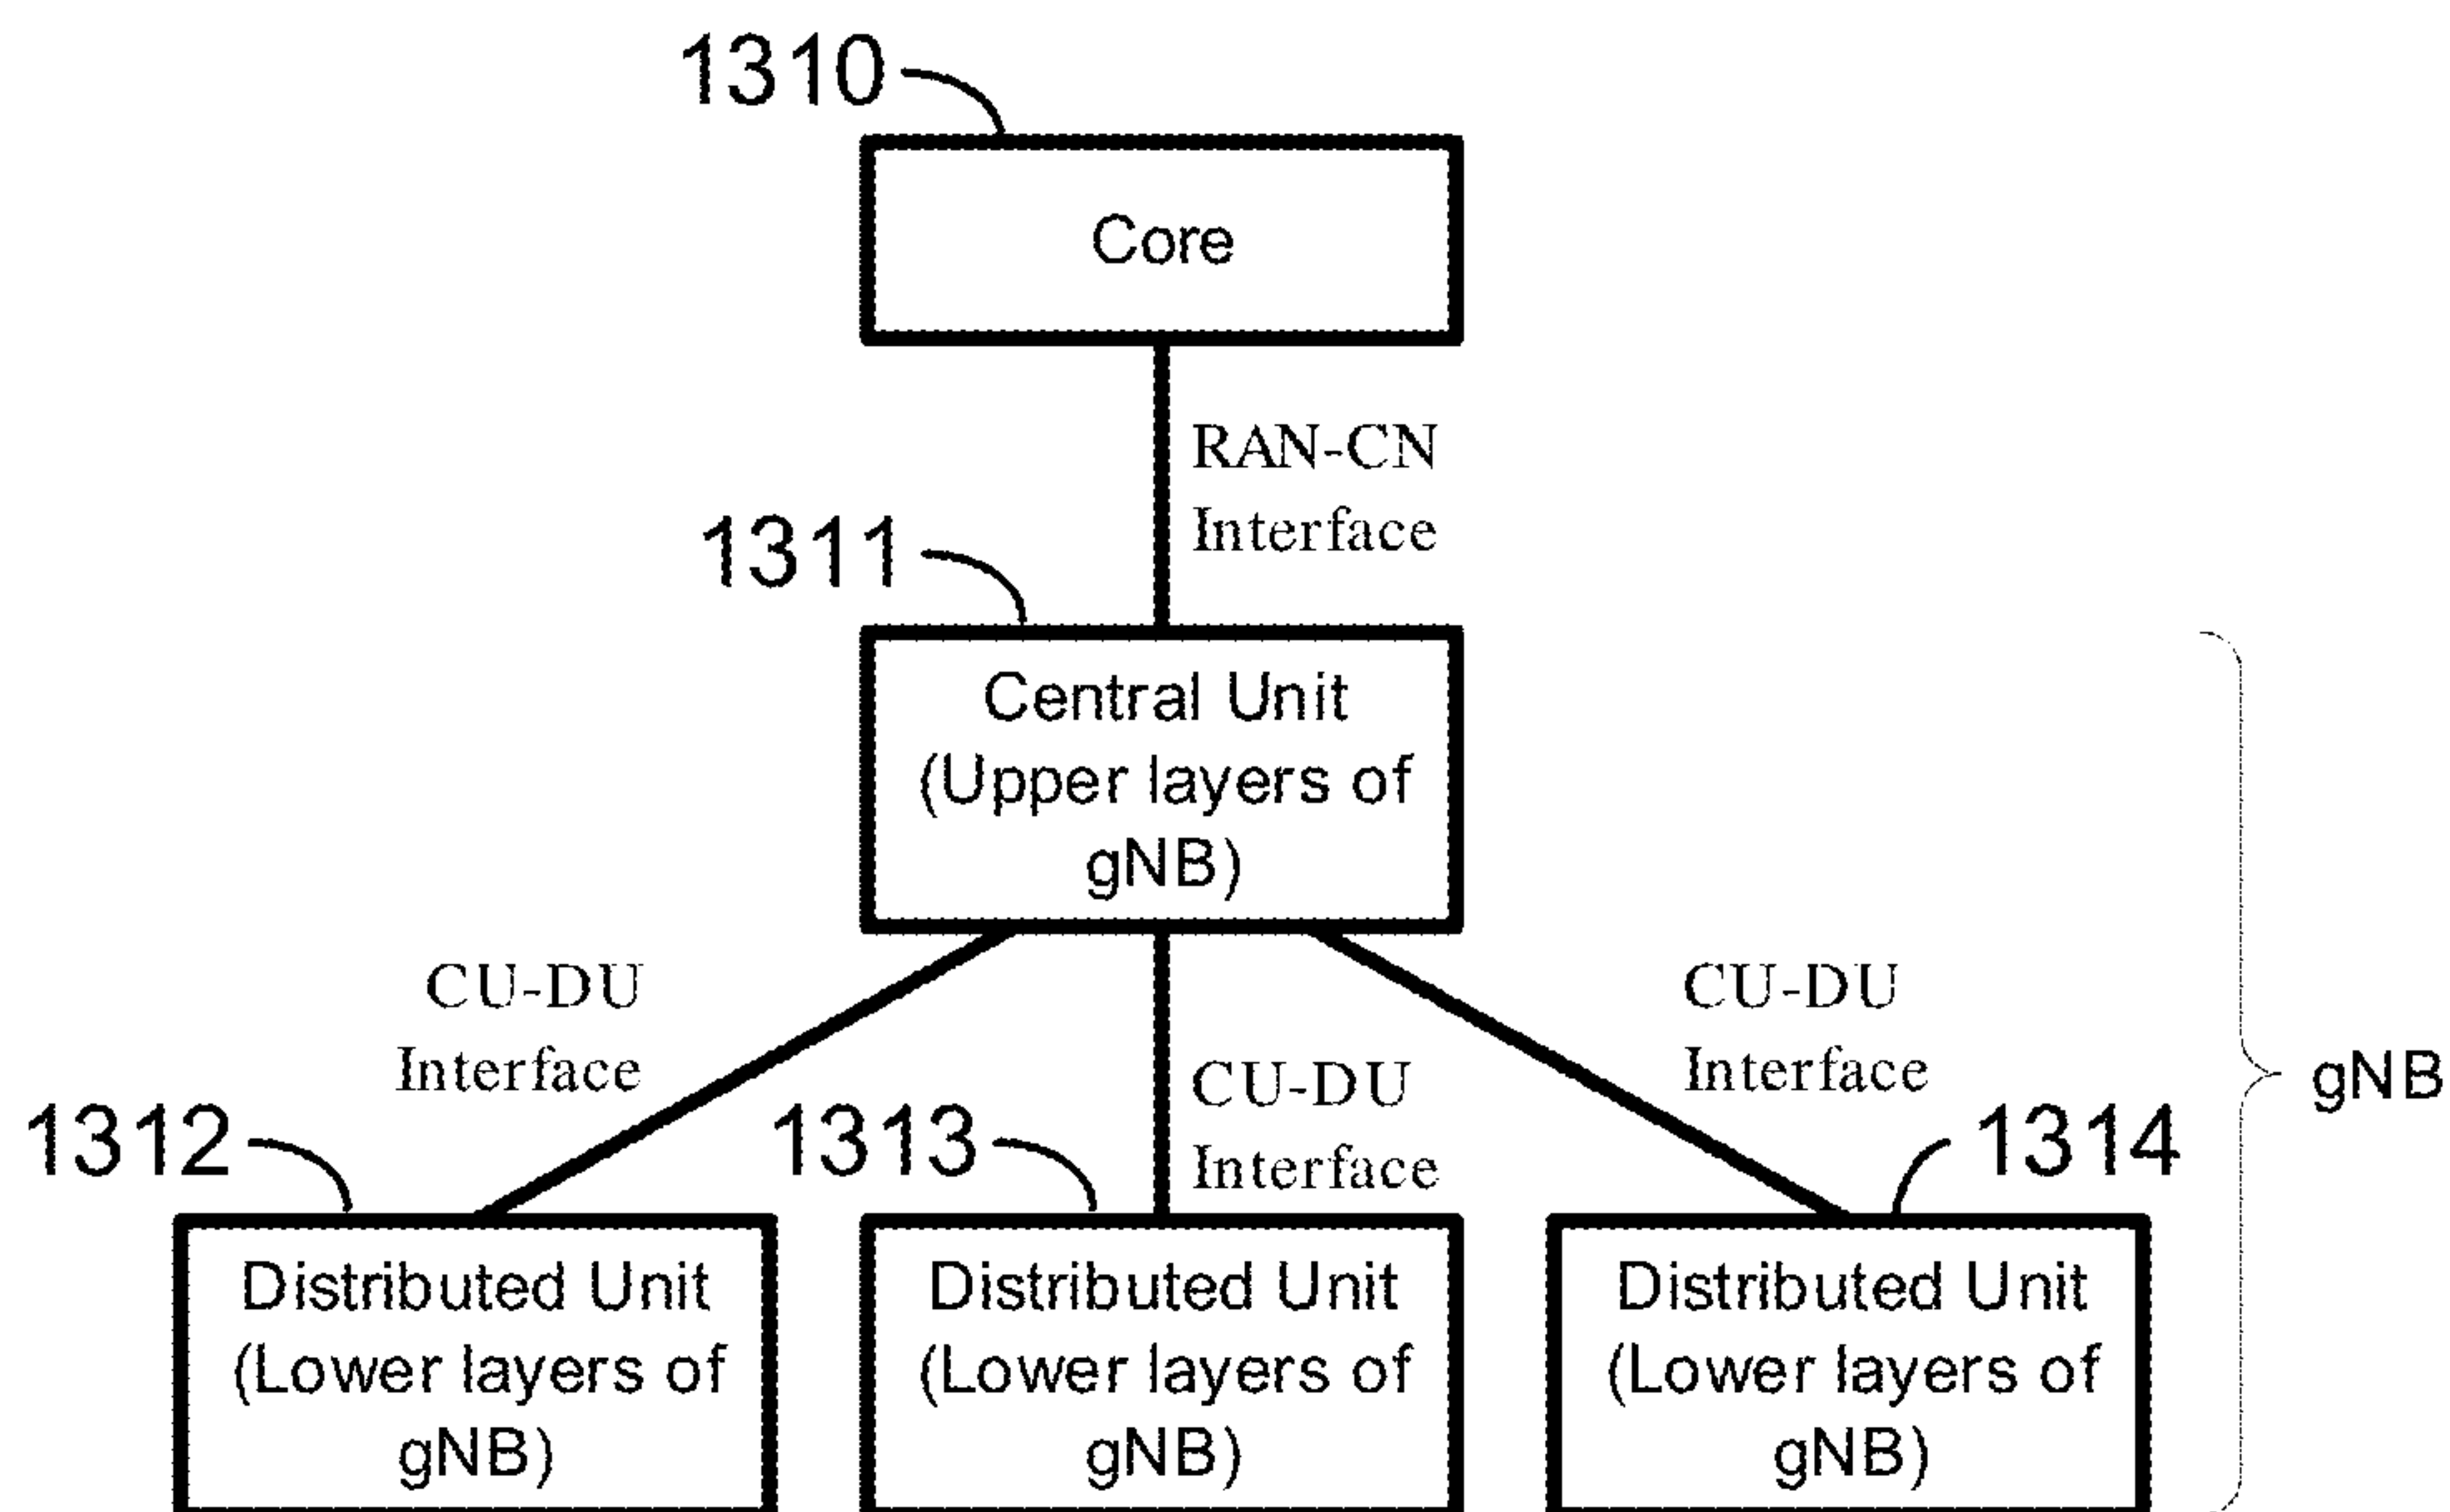 1310
Core
RAN-CN
Interface
1311
Central Unit
(Upper layers of
gNB)
CU-DU
Interface
CU-DU
Interface
CU-DU
Interface
gNB
1312
1313
1314
Distributed Unit
(Lower layers of
gNB)
Distributed Unit
(Lower layers of
gNB)
Distributed Unit
(Lower layers of
gNB)